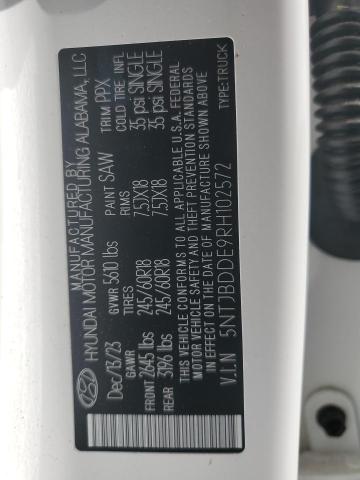 MANUFACTURED BY
HYUNDAI MOTOR MANUFACTURING ALABAMA, LLC
Dec/13/23 GVWR 5610 lbs PAINT SAW TRIM PPX
GAWR TIRES RIMS COLD TIRE INFL
FRONT 2645 lbs 245/60R18 7.5JX18 35 psi SINGLE
REAR 3196 lbs 245/60R18 7.5JX18 35 psi SINGLE
THIS VEHICLE CONFORMS TO ALL APPLICABLE U.S.A. FEDERAL
MOTOR VEHICLE SAFETY AND THEFT PREVENTION STANDARDS
IN EFFECT ON THE DATE OF MANUFACTURE SHOWN ABOVE.
V.I.N 5NTJBDDE9RH102572 TYPE:TRUCK